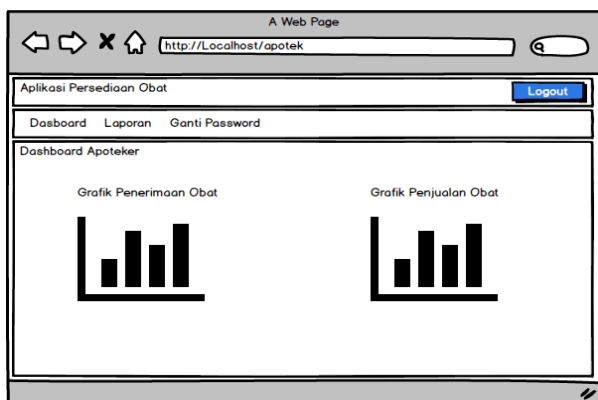 A Web Page
http://Localhost/apotek
Aplikasi Persediaan Obat
Logout
Dasboard Laporan Ganti Password
Dashboard Apoteker
Grafik Penerimaan Obat
Grafik Penjualan Obat